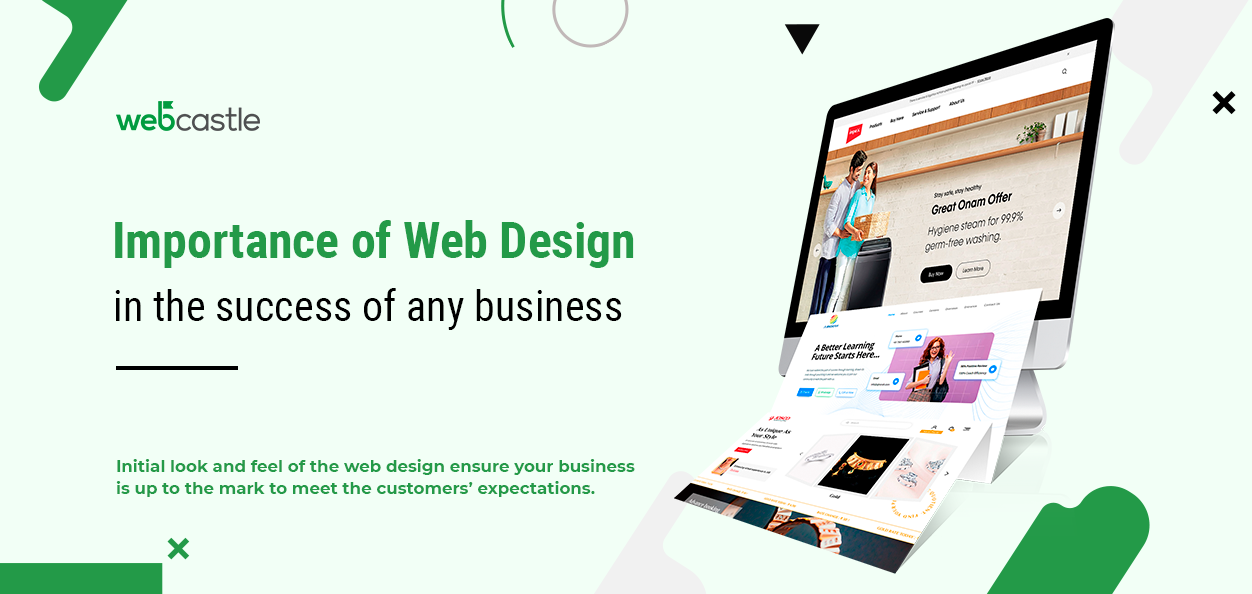 webcastle
Importance of Web Design
in the success of any business
Initial look and feel of the web design ensure your business
is up to the mark to meet the customers’ expectations.
Products
Buy Here
Service & Support
About Us
Stay safe, stay healthy
Great Onam Offer
Hygiene steam for 99.9%
germ-free washing.
Buy Now
Learn More
A Better Learning
Future Starts Here...
As Unique As
Your Style
Gold